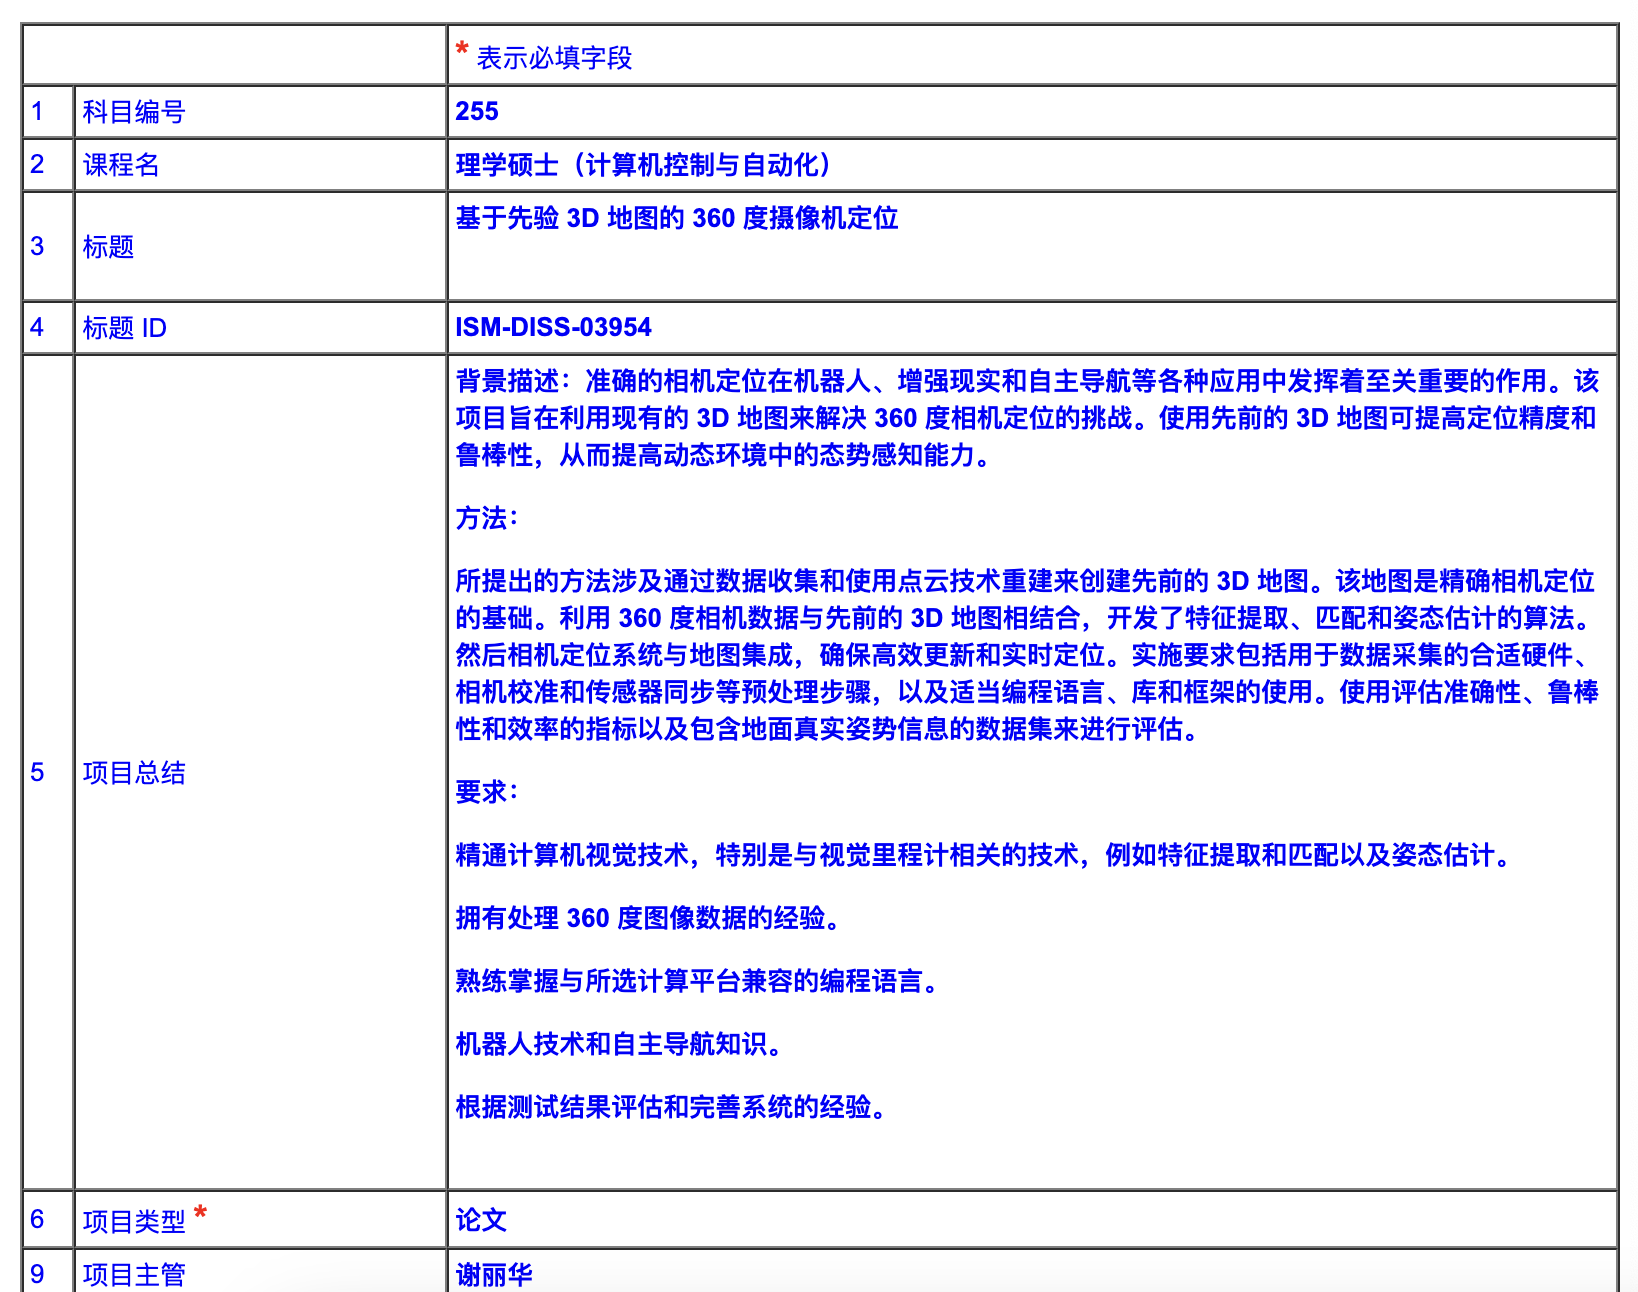 * 表示必填字段
1 科目编号 255
2 课程名 理学硕士（计算机控制与自动化）
3 标题 基于先验 3D 地图的 360 度摄像机定位
4 标题 ID ISM-DISS-03954
5 项目总结
背景描述：准确的相机定位在机器人、增强现实和自主导航等各种应用中发挥着至关重要的作用。该
项目旨在利用现有的 3D 地图来解决 360 度相机定位的挑战。使用先前的 3D 地图可提高定位精度和
鲁棒性，从而提高动态环境中的态势感知能力。
方法：
所提出的方法涉及通过数据收集和使用点云技术重建来创建先前的 3D 地图。该地图是精确相机定位
的基础。利用 360 度相机数据与先前的 3D 地图相结合，开发了特征提取、匹配和姿态估计的算法。
然后相机定位系统与地图集成，确保高效更新和实时定位。实施要求包括用于数据采集的合适硬件、
相机校准和传感器同步等预处理步骤，以及适当编程语言、库和框架的使用。使用评估准确性、鲁棒
性和效率的指标以及包含地面真实姿势信息的数据集来进行评估。
要求：
精通计算机视觉技术，特别是与视觉里程计相关的技术，例如特征提取和匹配以及姿态估计。
拥有处理 360 度图像数据的经验。
熟练掌握与所选计算平台兼容的编程语言。
机器人技术和自主导航知识。
根据测试结果评估和完善系统的经验。
6 项目类型 * 论文
9 项目主管 谢丽华